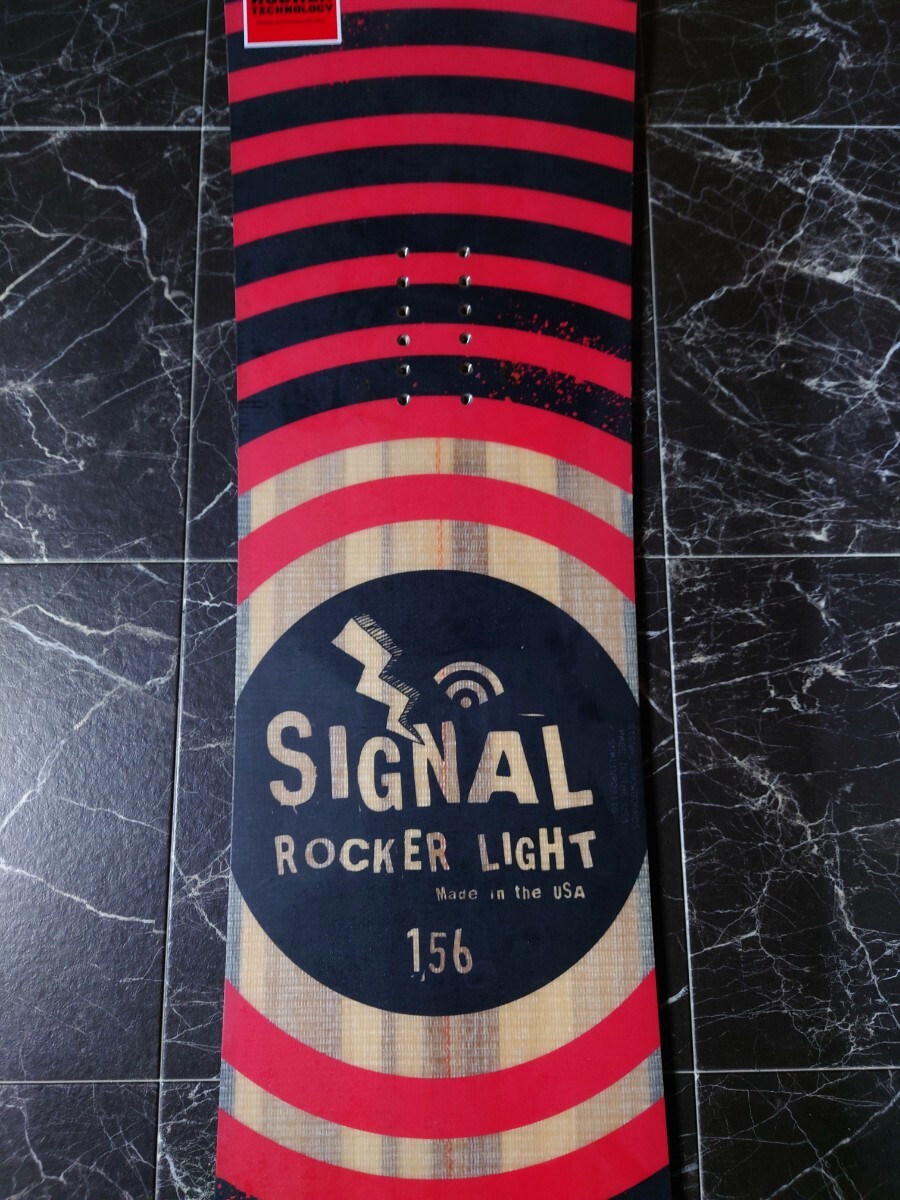 TECHNOLOGY
SIGNAL
ROCKER LIGHT
Made in the USA
156